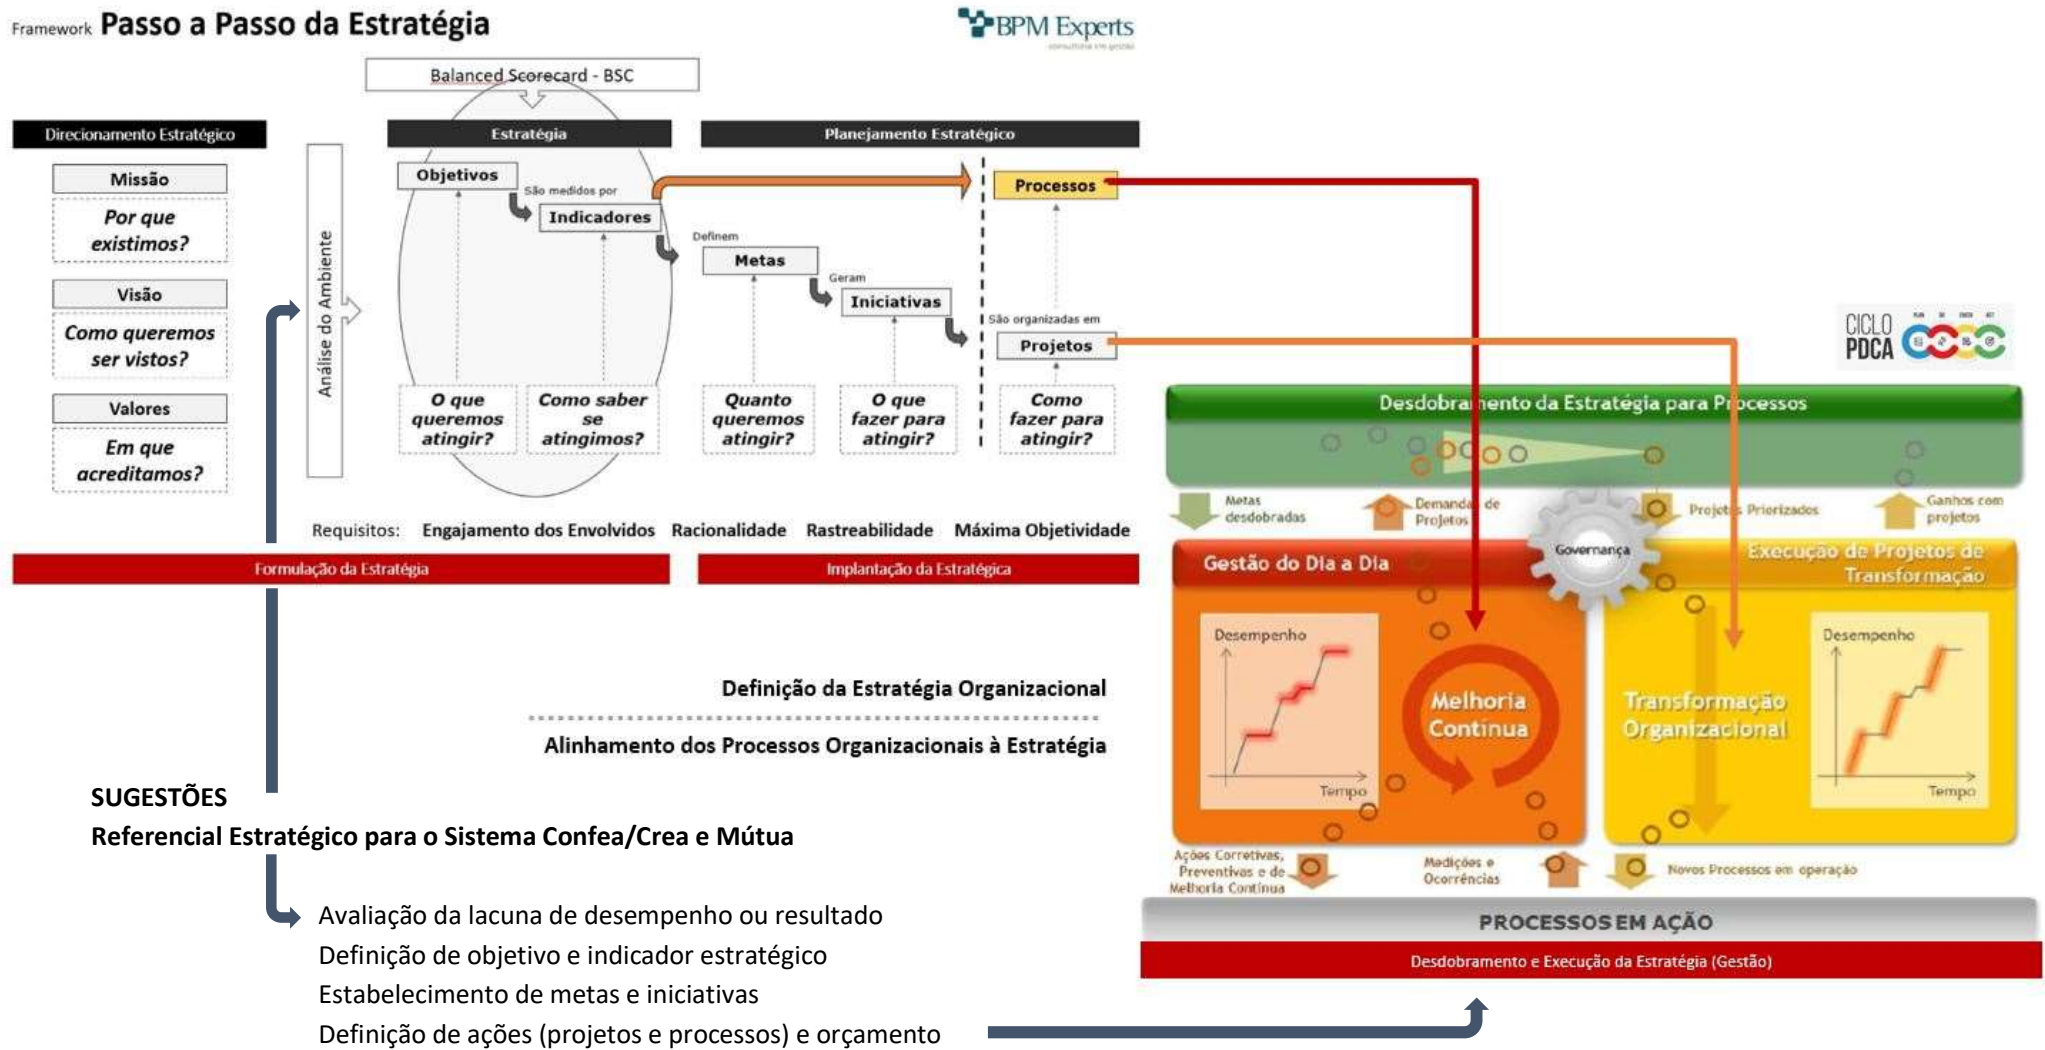 Framework Passo a Passo da Estratégia
BPM Experts
consultoria em gestão
Balanced Scorecard - BSC
Direcionamento Estratégico
Estratégia
Planejamento Estratégico
Missão
Por que
existimos?
Visão
Como queremos
ser vistos?
Valores
Em que
acreditamos?
Análise do Ambiente
Objetivos
São medidos por
Indicadores
Definem
Metas
Geram
Iniciativas
Processos
São organizadas em
Projetos
O que
queremos
atingir?
Como saber
se
atingimos?
Quanto
queremos
atingir?
O que
fazer para
atingir?
Como
fazer para
atingir?
Requisitos: Engajamento dos Envolvidos Racionalidade Rastreabilidade Máxima Objetividade
Formulação da Estratégia
Implantação da Estratégica
Definição da Estratégia Organizacional
Alinhamento dos Processos Organizacionais à Estratégia
CICLO
PDCA
PLAN DO CHECK ACT
Desdobramento da Estratégia para Processos
Metas
desdobradas
Demandas de
Projetos
Projetos Priorizados
Ganhos com
projetos
Governança
Gestão do Dia a Dia
Execução de Projetos de
Transformação
Desempenho
Tempo
Melhoria
Contínua
Transformação
Organizacional
Desempenho
Tempo
Ações Corretivas,
Preventivas e de
Melhoria Contínua
Medições e
Ocorrências
Novos Processos em operação
PROCESSOS EM AÇÃO
Desdobramento e Execução da Estratégia (Gestão)
SUGESTÕES
Referencial Estratégico para o Sistema Confea/Crea e Mútua
Avaliação da lacuna de desempenho ou resultado
Definição de objetivo e indicador estratégico
Estabelecimento de metas e iniciativas
Definição de ações (projetos e processos) e orçamento